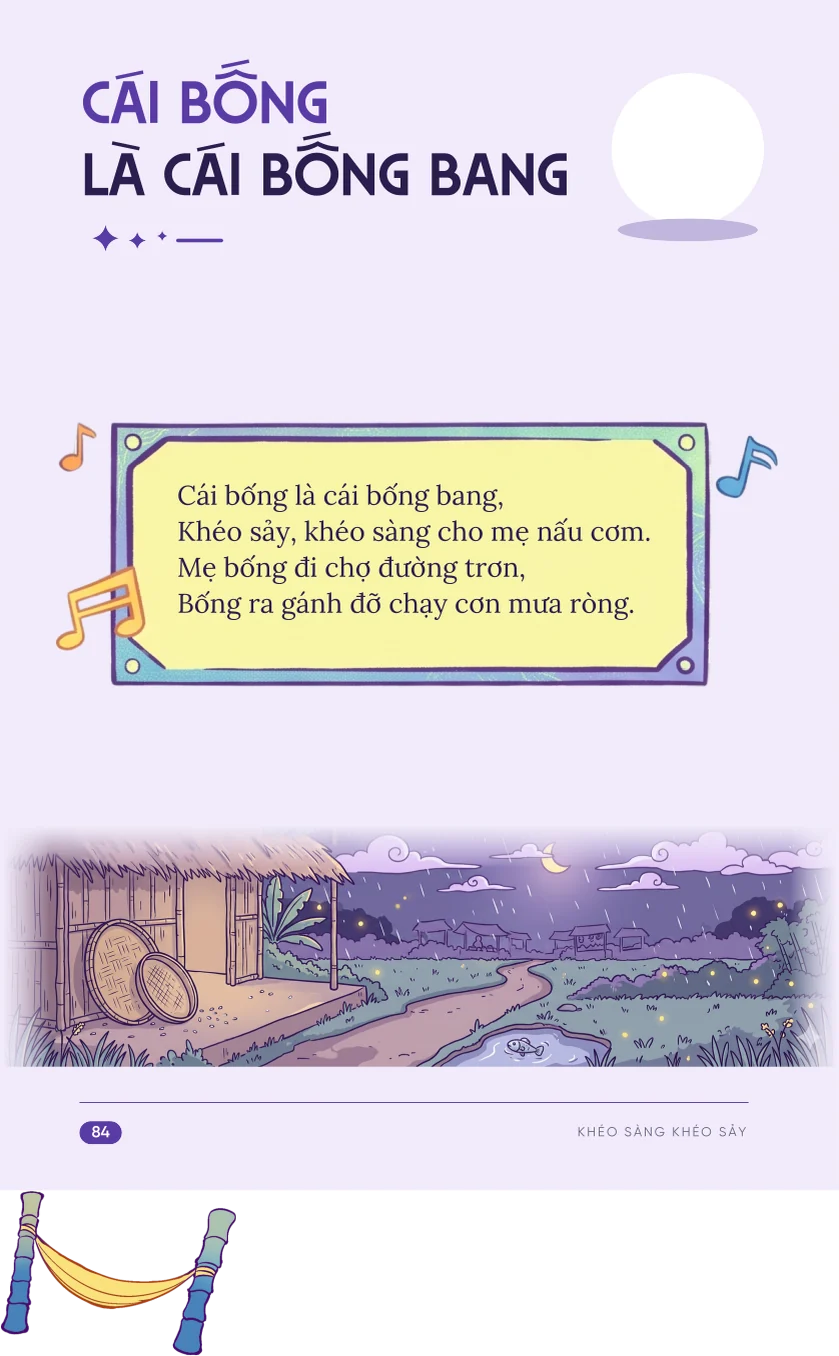 CÁI BỐNG
LÀ CÁI BỐNG BANG
Cái bống là cái bống bang,
Khéo sảy, khéo sàng cho mẹ nấu cơm.
Mẹ bống đi chợ đường trơn,
Bống ra gánh đỡ chạy cơn mưa ròng.
84
KHÉO SÀNG KHÉO SẢY